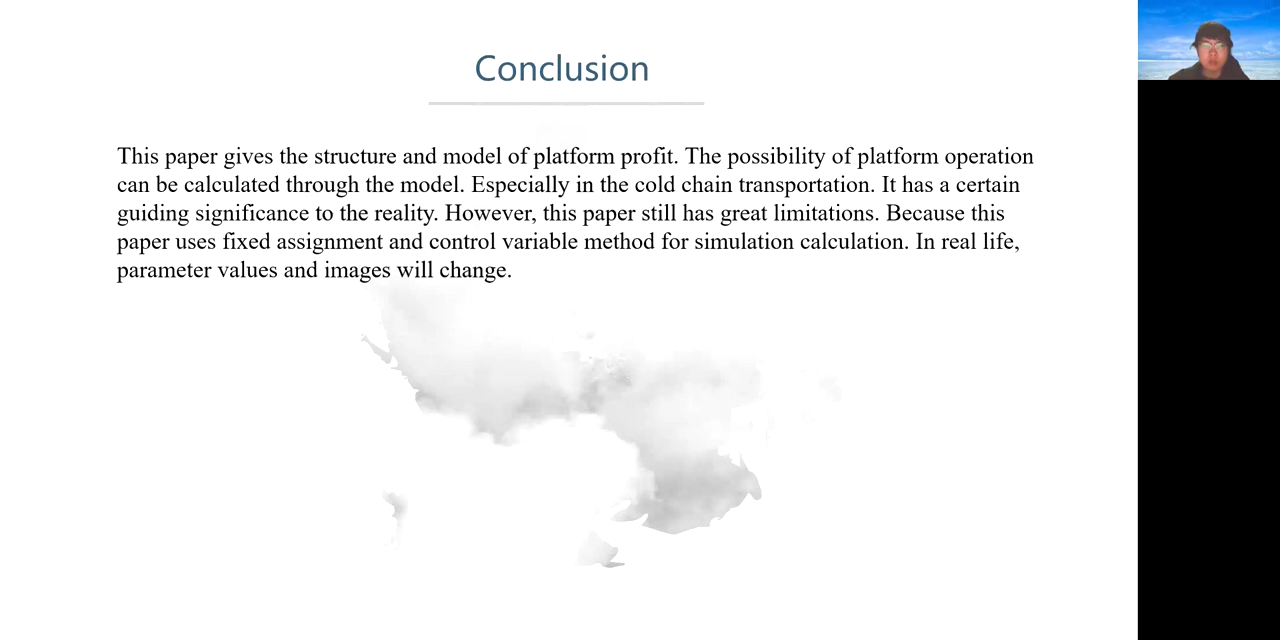 Conclusion
This paper gives the structure and model of platform profit. The possibility of platform operation
can be calculated through the model. Especially in the cold chain transportation. It has a certain
guiding significance to the reality. However, this paper still has great limitations. Because this
paper uses fixed assignment and control variable method for simulation calculation. In real life,
parameter values and images will change.